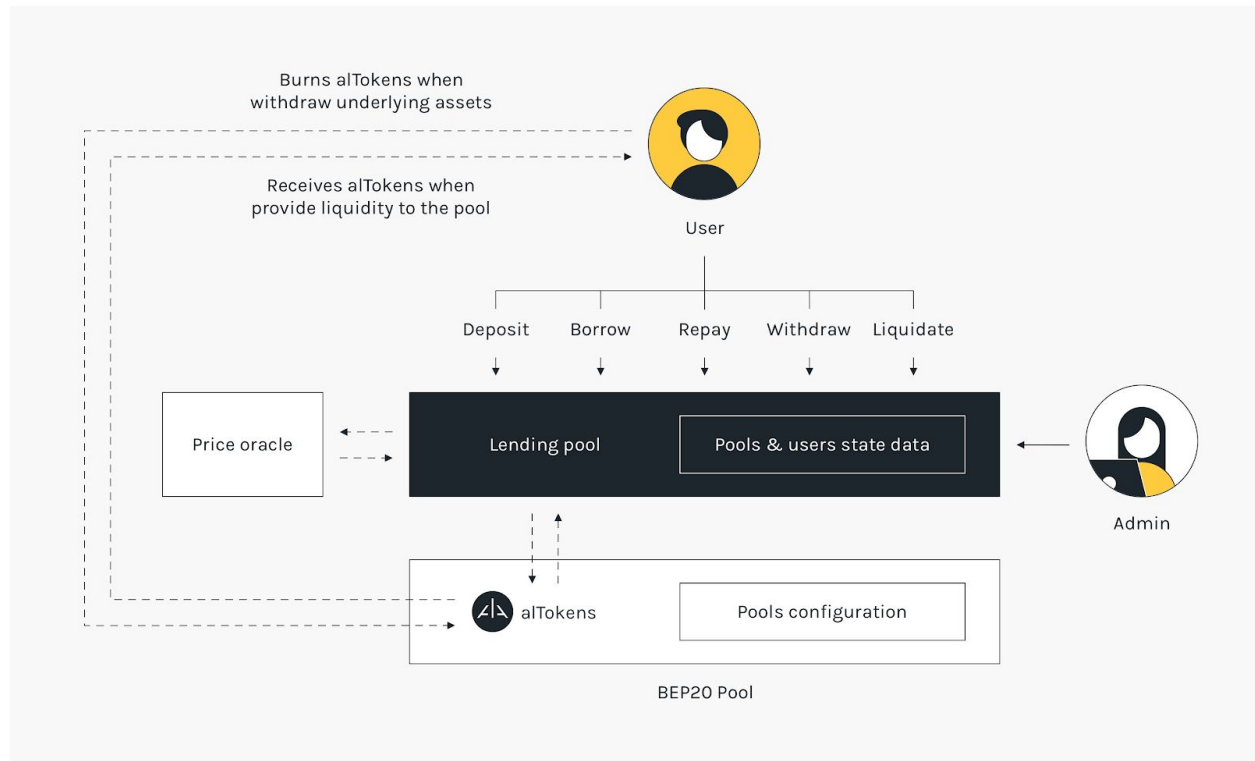 Burns alTokens when
withdraw underlying assets
Receives alTokens when
provide liquidity to the pool
User
Deposit
Borrow
Repay
Withdraw
Liquidate
Price oracle
Lending pool
Pools & users state data
Admin
alTokens
Pools configuration
BEP20 Pool